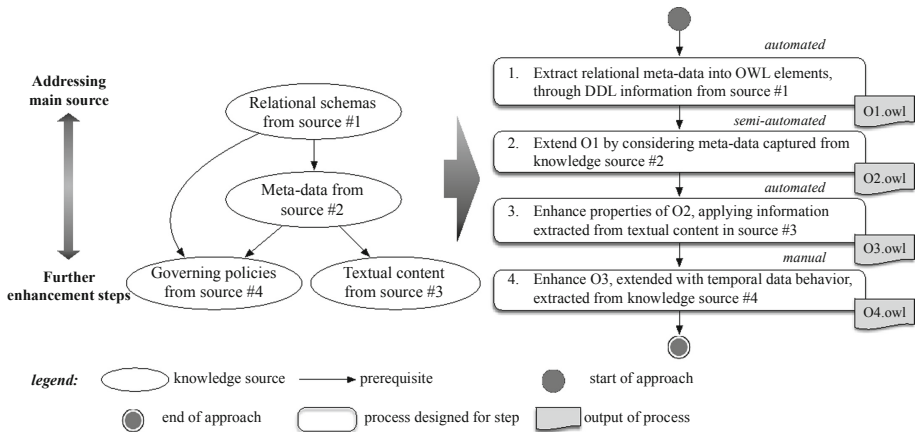 Addressing
main source
Further
enhancement steps
Relational schemas
from source #1
Meta-data from
source #2
Governing policies
from source #4
Textual content
from source #3
automated
1. Extract relational meta-data into OWL elements,
through DDL information from source #1
O1.owl
semi-automated
2. Extend O1 by considering meta-data captured from
knowledge source #2
O2.owl
automated
3. Enhance properties of O2, applying information
extracted from textual content in source #3
O3.owl
manual
4. Enhance O3, extended with temporal data behavior,
extracted from knowledge source #4
O4.owl
legend:
knowledge source
prerequisite
start of approach
end of approach
process designed for step
output of process